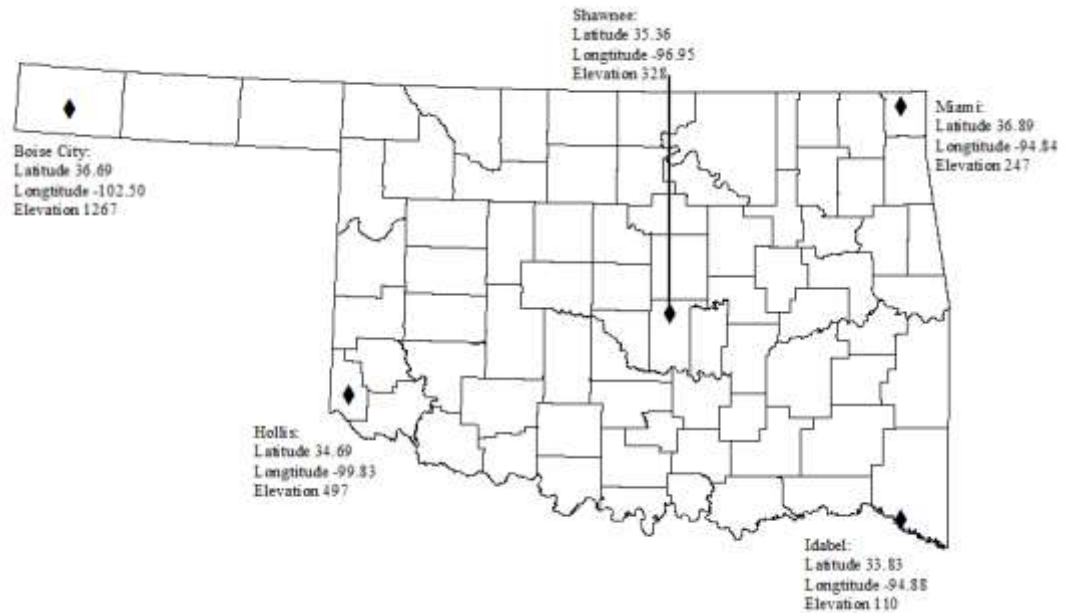 Shawnee:
Latitude 35.36
Longtitude -96.95
Elevation 328
Miami:
Latitude 36.89
Longtitude -94.84
Elevation 247
Boise City:
Latitude 36.69
Longtitude -102.50
Elevation 1267
Hollis:
Latitude 34.69
Longtitude -99.83
Elevation 497
Idabel:
Latitude 33.83
Longtitude -94.88
Elevation 110